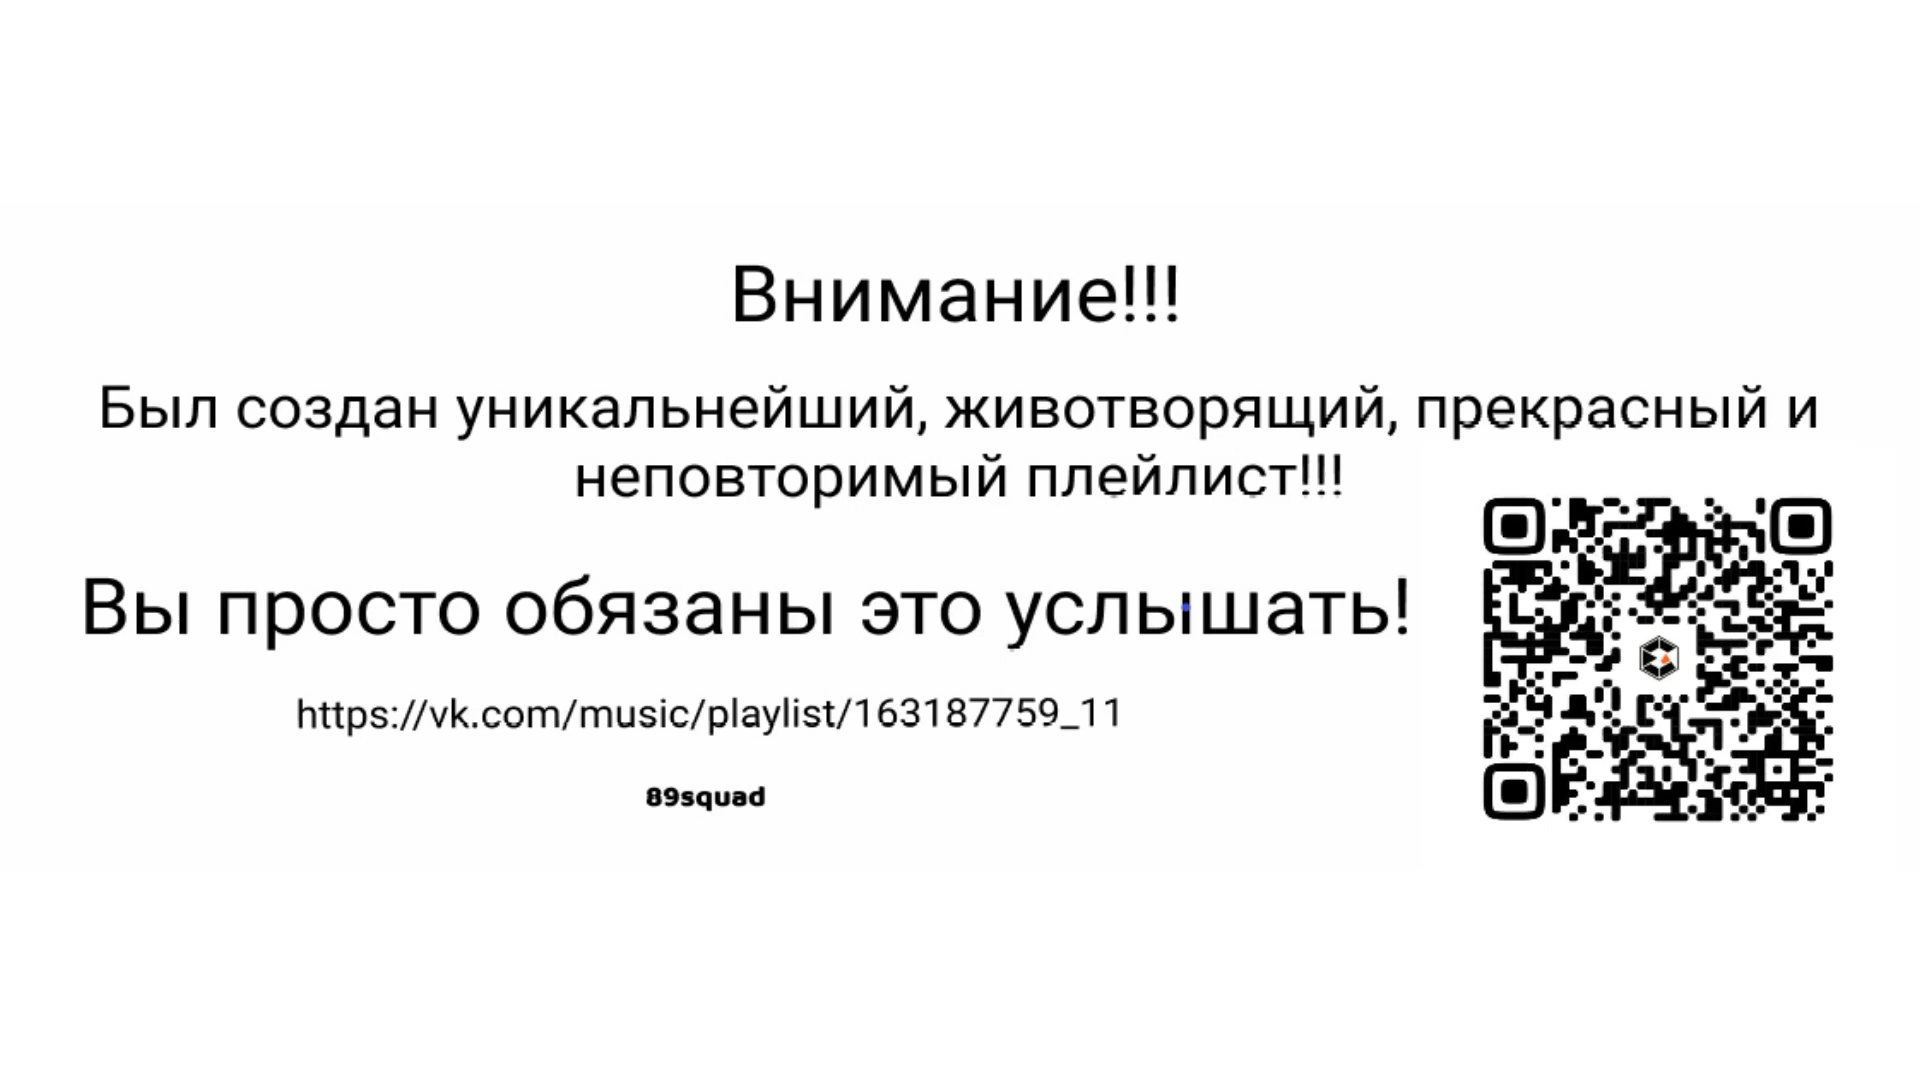 Внимание!!!
Был создан уникальнейший, животворящий, прекрасный и
неповторимый плейлист!!!
Вы просто обязаны это услышать!
https://vk.com/music/playlist/163187759_11
89squad